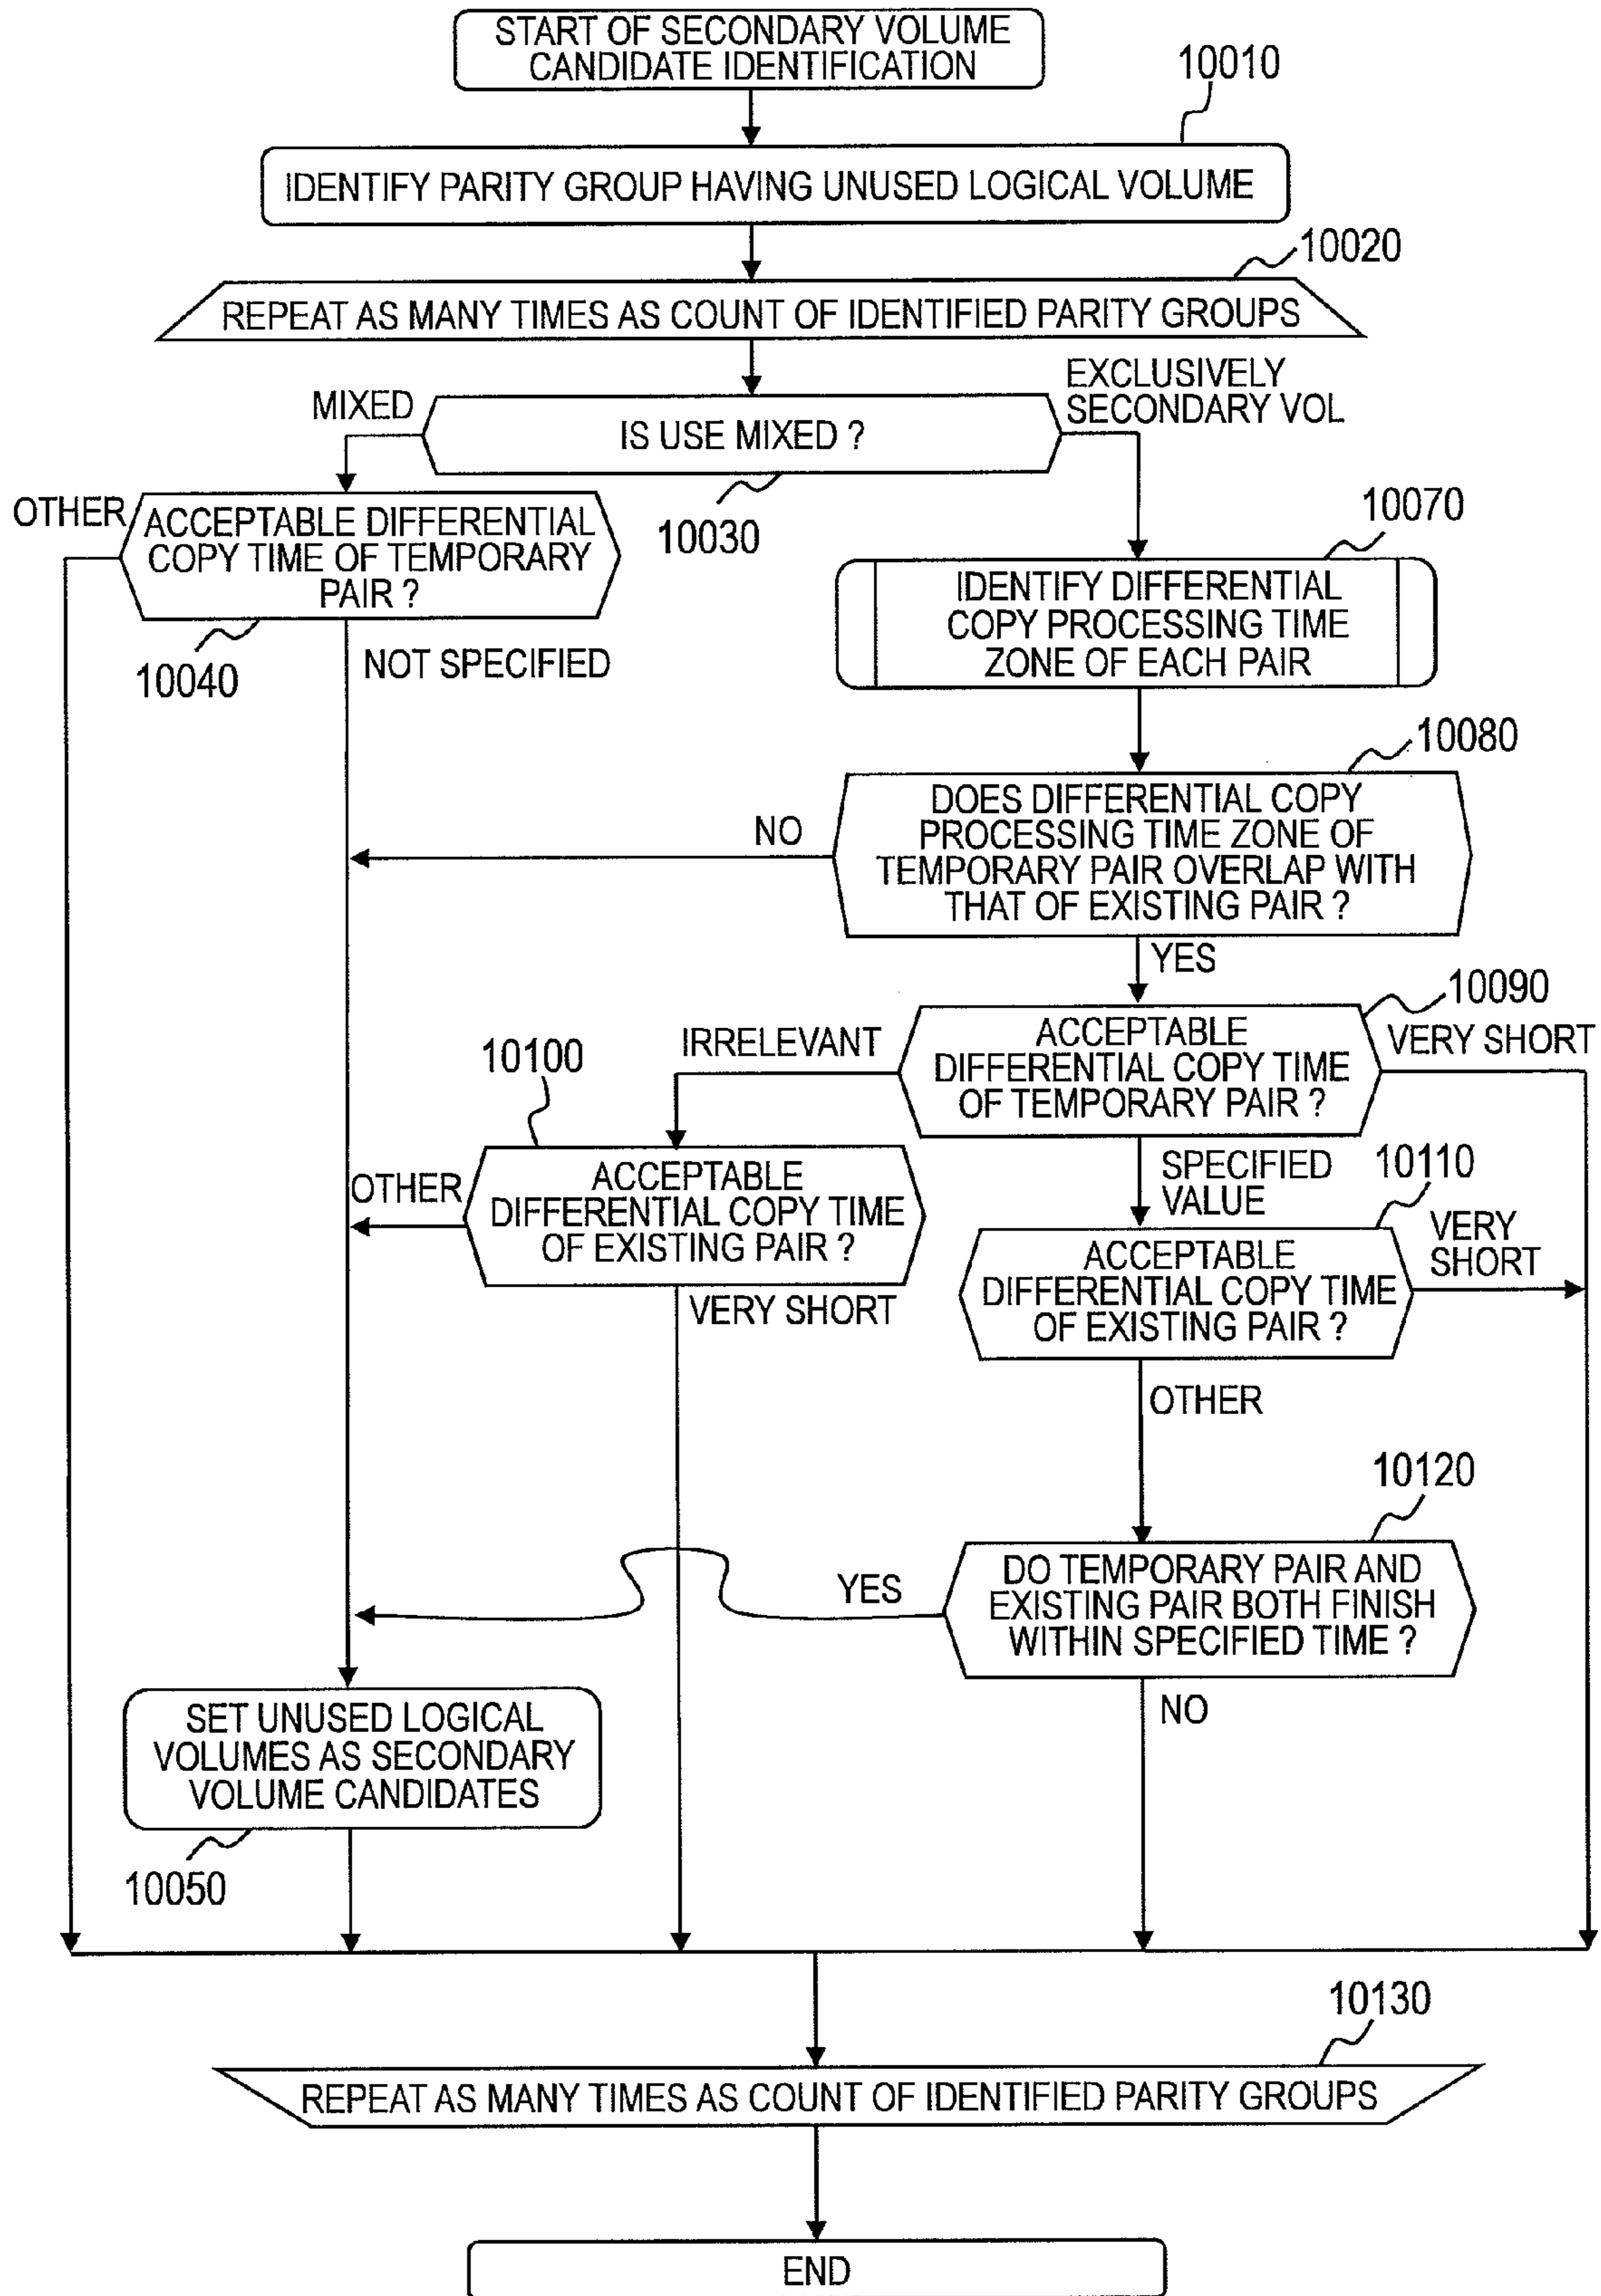 START OF SECONDARY VOLUME
CANDIDATE IDENTIFICATION
10010
IDENTIFY PARITY GROUP HAVING UNUSED LOGICAL VOLUME
10020
REPEAT AS MANY TIMES AS COUNT OF IDENTIFIED PARITY GROUPS
MIXED
IS USE MIXED ?
EXCLUSIVELY
SECONDARY VOL
10030
OTHER
ACCEPTABLE DIFFERENTIAL
COPY TIME OF TEMPORARY
PAIR ?
10040
NOT SPECIFIED
10070
IDENTIFY DIFFERENTIAL
COPY PROCESSING TIME
ZONE OF EACH PAIR
10080
DOES DIFFERENTIAL COPY
PROCESSING TIME ZONE OF
TEMPORARY PAIR OVERLAP WITH
THAT OF EXISTING PAIR ?
NO
YES
10090
ACCEPTABLE
DIFFERENTIAL COPY TIME
OF TEMPORARY PAIR ?
IRRELEVANT
VERY SHORT
10100
ACCEPTABLE
DIFFERENTIAL COPY TIME
OF EXISTING PAIR ?
OTHER
VERY SHORT
SPECIFIED
VALUE
10110
ACCEPTABLE
DIFFERENTIAL COPY TIME
OF EXISTING PAIR ?
VERY
SHORT
OTHER
10120
DO TEMPORARY PAIR AND
EXISTING PAIR BOTH FINISH
WITHIN SPECIFIED TIME ?
YES
NO
SET UNUSED LOGICAL
VOLUMES AS SECONDARY
VOLUME CANDIDATES
10050
10130
REPEAT AS MANY TIMES AS COUNT OF IDENTIFIED PARITY GROUPS
END